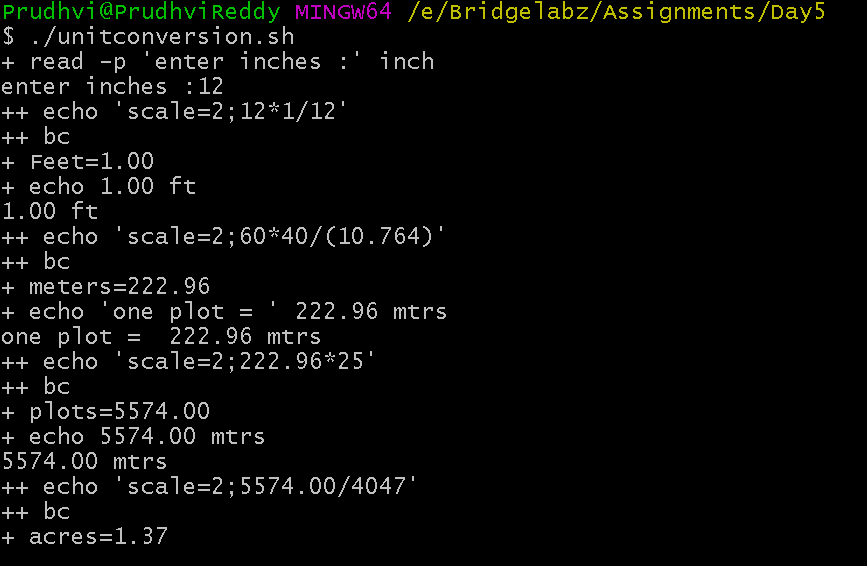 Prudhvi@PrudhviReddy MINGW64 /e/Bridgelabz/Assignments/Day5
$ ./unitconversion.sh
+ read -p 'enter inches :' inch
enter inches :12
++ echo 'scale=2;12*1/12'
++ bc
+ Feet=1.00
+ echo 1.00 ft
1.00 ft
++ echo 'scale=2;60*40/(10.764)'
++ bc
+ meters=222.96
+ echo 'one plot = ' 222.96 mtrs
one plot =  222.96 mtrs
++ echo 'scale=2;222.96*25'
++ bc
+ plots=5574.00
+ echo 5574.00 mtrs
5574.00 mtrs
++ echo 'scale=2;5574.00/4047'
++ bc
+ acres=1.37